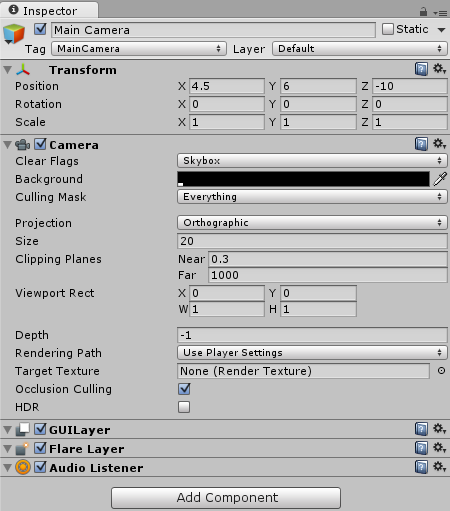 Inspector
Main Camera Static
Tag MainCamera Layer Default
Transform
Position X 4.5 Y 6 Z -10
Rotation X 0 Y 0 Z 0
Scale X 1 Y 1 Z 1
Camera
Clear Flags Skybox
Background
Culling Mask Everything
Projection Orthographic
Size 20
Clipping Planes Near 0.3
Far 1000
Viewport Rect X 0 Y 0
W 1 H 1
Depth -1
Rendering Path Use Player Settings
Target Texture None (Render Texture)
Occlusion Culling
HDR
GUILayer
Flare Layer
Audio Listener
Add Component